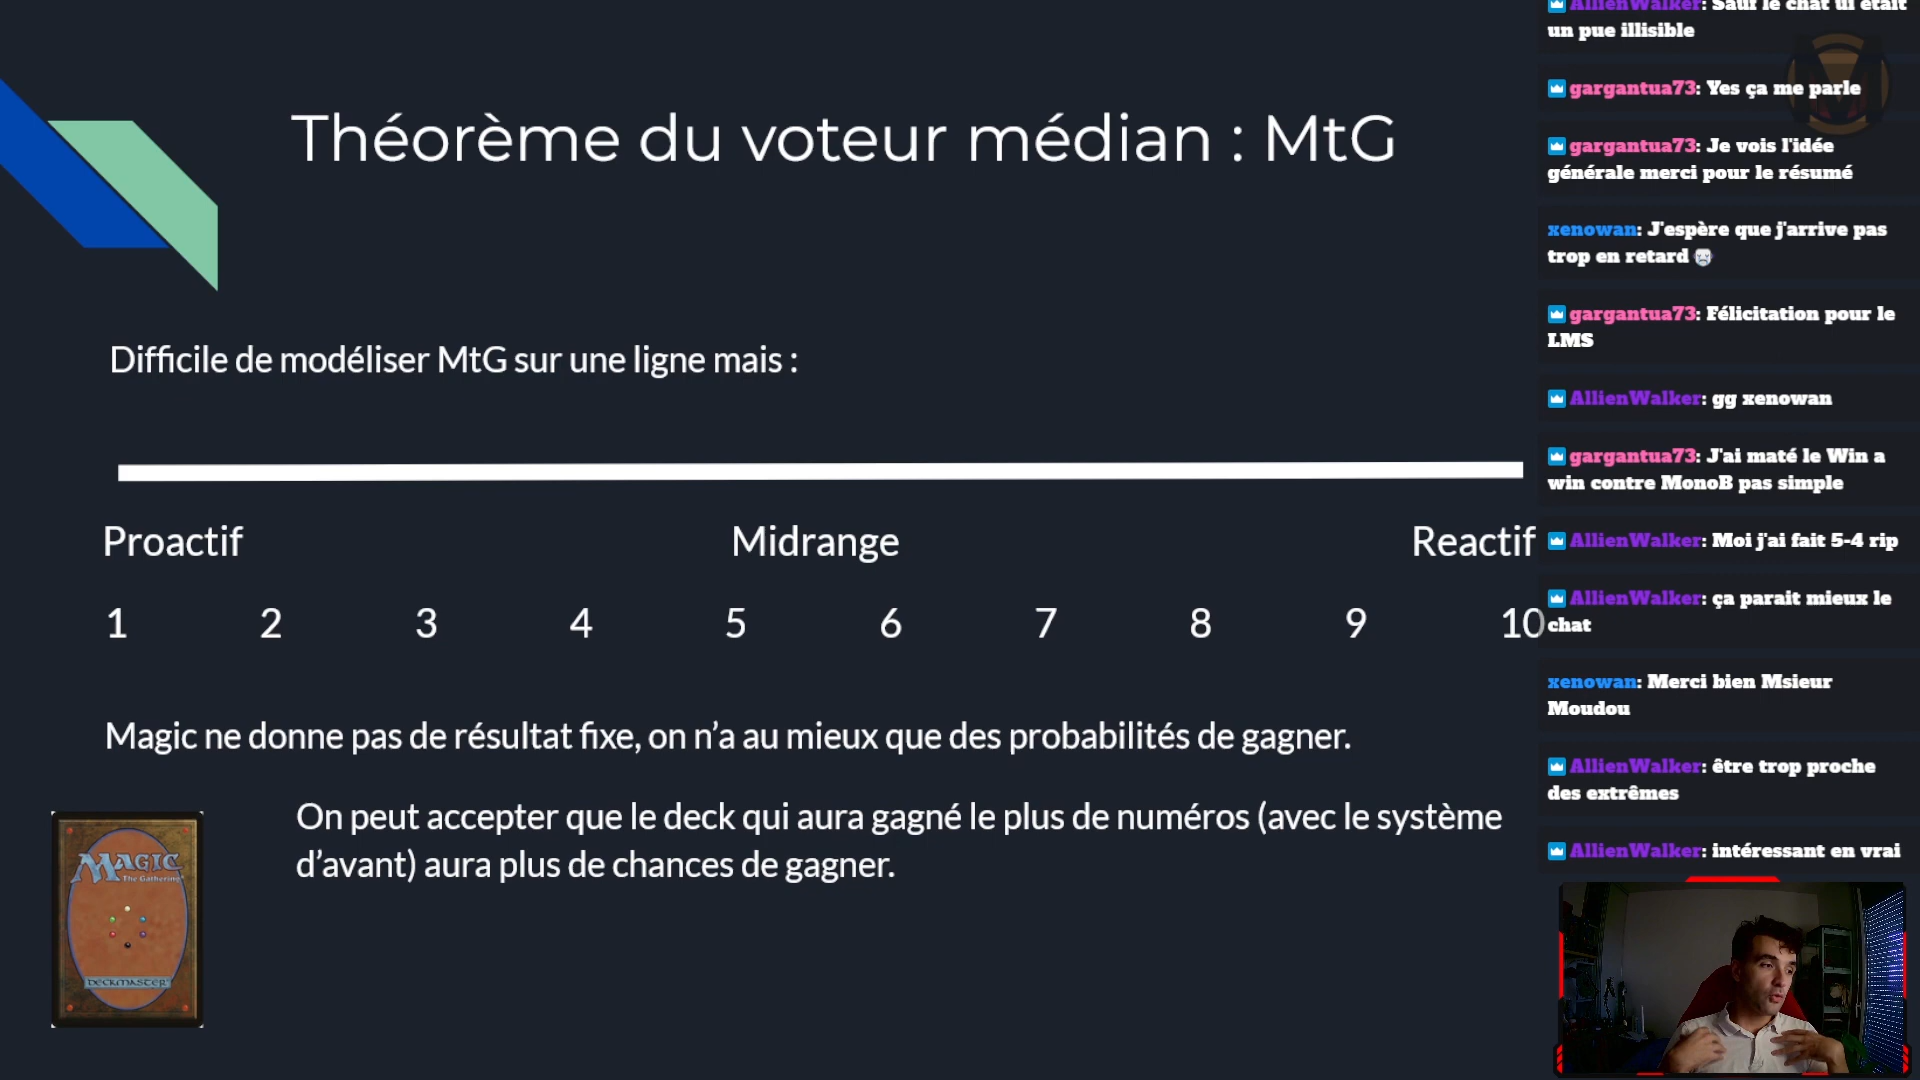 Théorème du voteur médian : MtG
Difficile de modéliser MtG sur une ligne mais :
Proactif Midrange Reactif
1 2 3 4 5 6 7 8 9 10
Magic ne donne pas de résultat fixe, on n’a au mieux que des probabilités de gagner.
On peut accepter que le deck qui aura gagné le plus de numéros (avec le système
d’avant) aura plus de chances de gagner.
MAGIC
The Gathering
DECKMASTER
AllienWalker: Sauf le chat ui était
un pue illisible
gargantua73: Yes ça me parle
gargantua73: Je vois l'idée
générale merci pour le résumé
xenowan: J'espère que j'arrive pas
trop en retard
gargantua73: Félicitation pour le
LMS
AllienWalker: gg xenowan
gargantua73: J'ai maté le Win a
win contre MonoB pas simple
AllienWalker: Moi j'ai fait 5-4 rip
AllienWalker: ça parait mieux le
chat
xenowan: Merci bien Msieur
Moudou
AllienWalker: être trop proche
des extrêmes
AllienWalker: intéressant en vrai